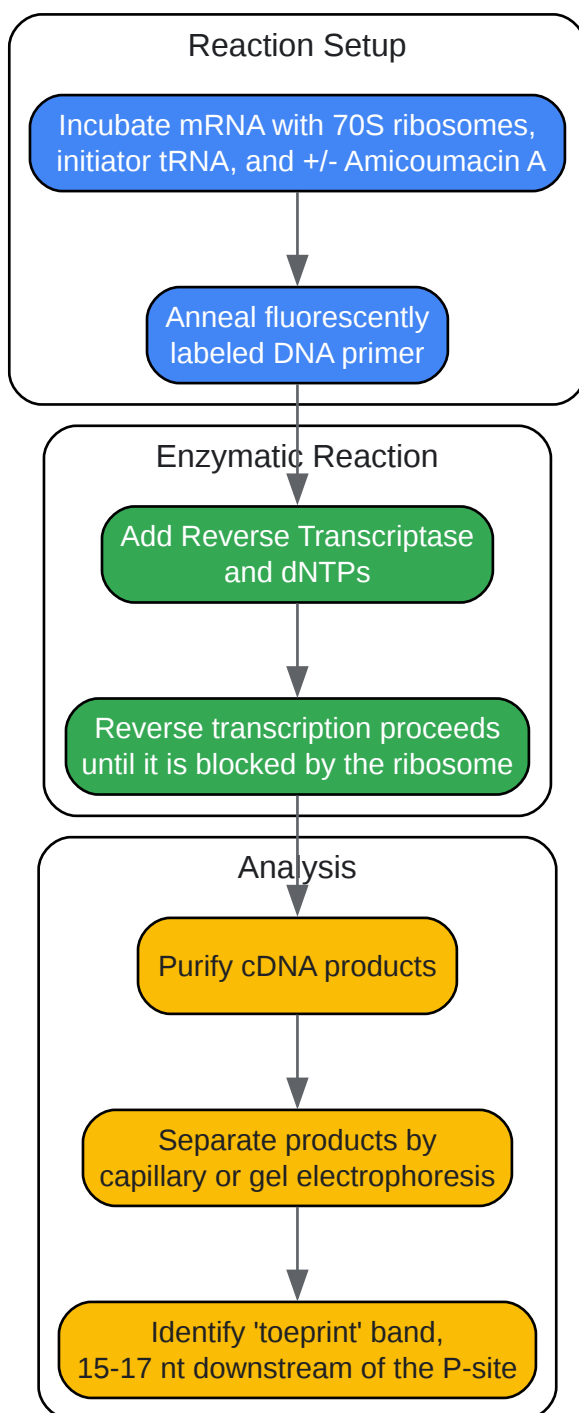 Reaction Setup
Incubate mRNA with 70S ribosomes,
initiator tRNA, and +/- Amicoumacin A
Anneal fluorescently
labeled DNA primer
Enzymatic Reaction
Add Reverse Transcriptase
and dNTPs
Reverse transcription proceeds
until it is blocked by the ribosome
Analysis
Purify cDNA products
Separate products by
capillary or gel electrophoresis
Identify 'toeprint' band,
15-17 nt downstream of the P-site